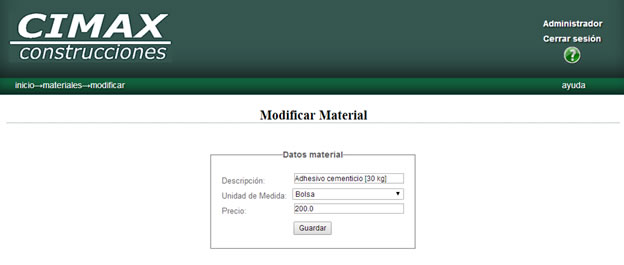 CIMAX
construcciones
Administrador
Cerrar sesión
?
inicio→materiales→modificar
ayuda
Modificar Material
Datos material
Descripción: Adhesivo cementicio [30 kg]
Unidad de Medida: Bolsa
Precio: 200.0
Guardar